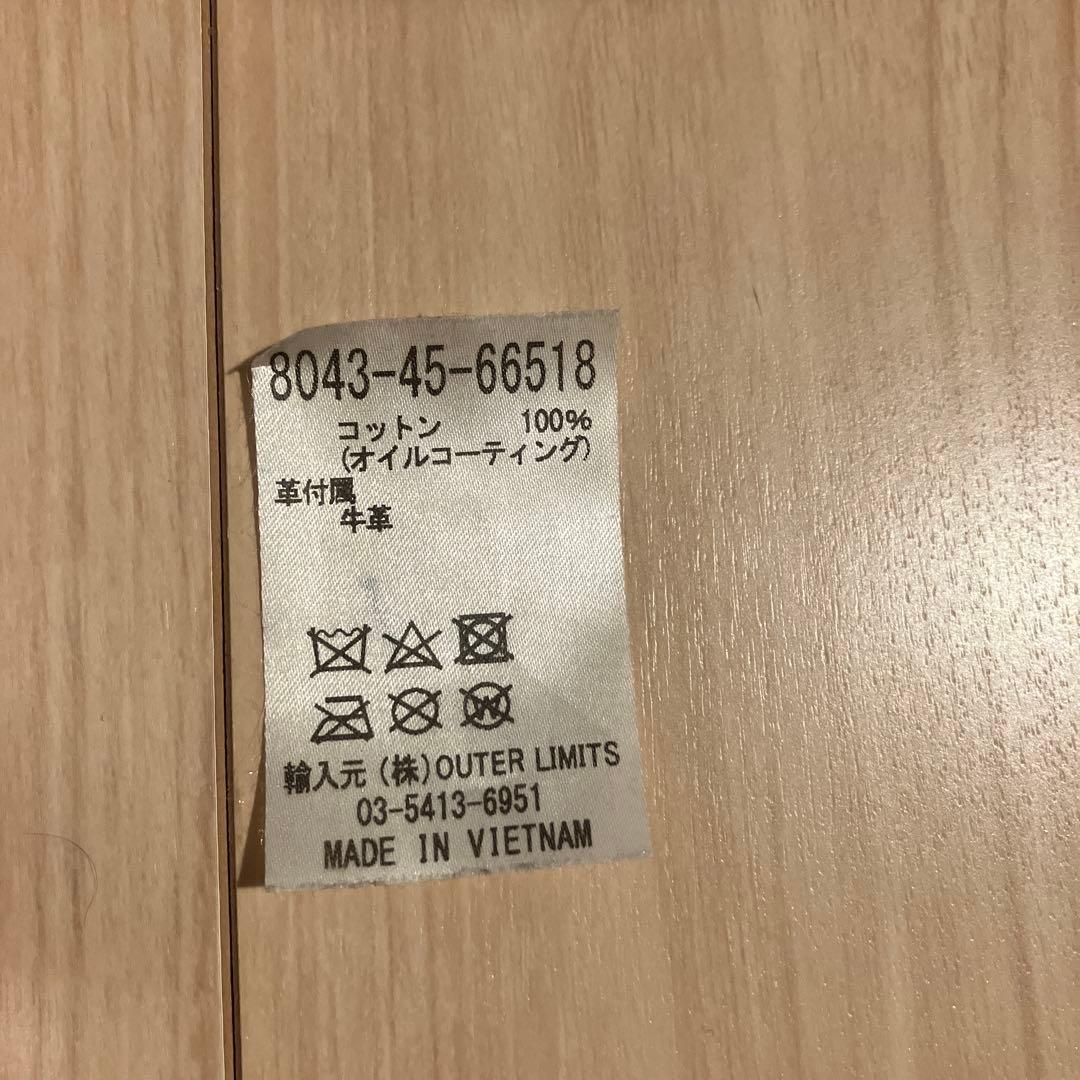 8043-45-66518
コットン 100%
(オイルコーティング)
革付属
牛革
輸入元 (株)OUTER LIMITS
03-5413-6951
MADE IN VIETNAM